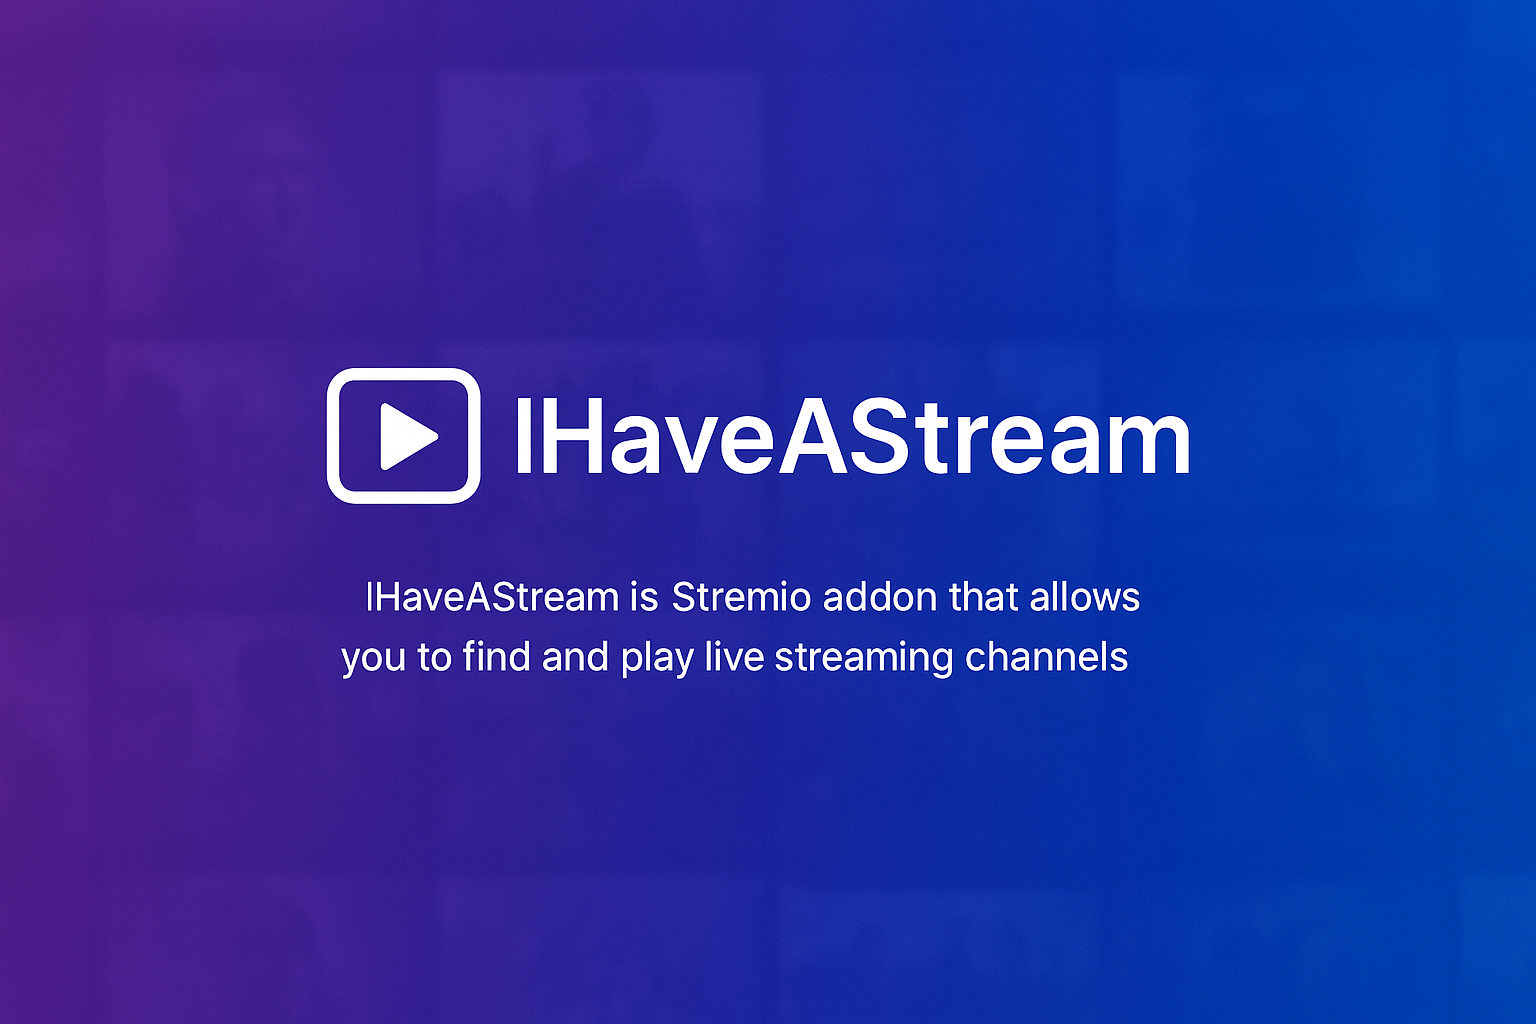 IHaveAStream
IHaveAStream is Stremio addon that allows
you to find and play live streaming channels